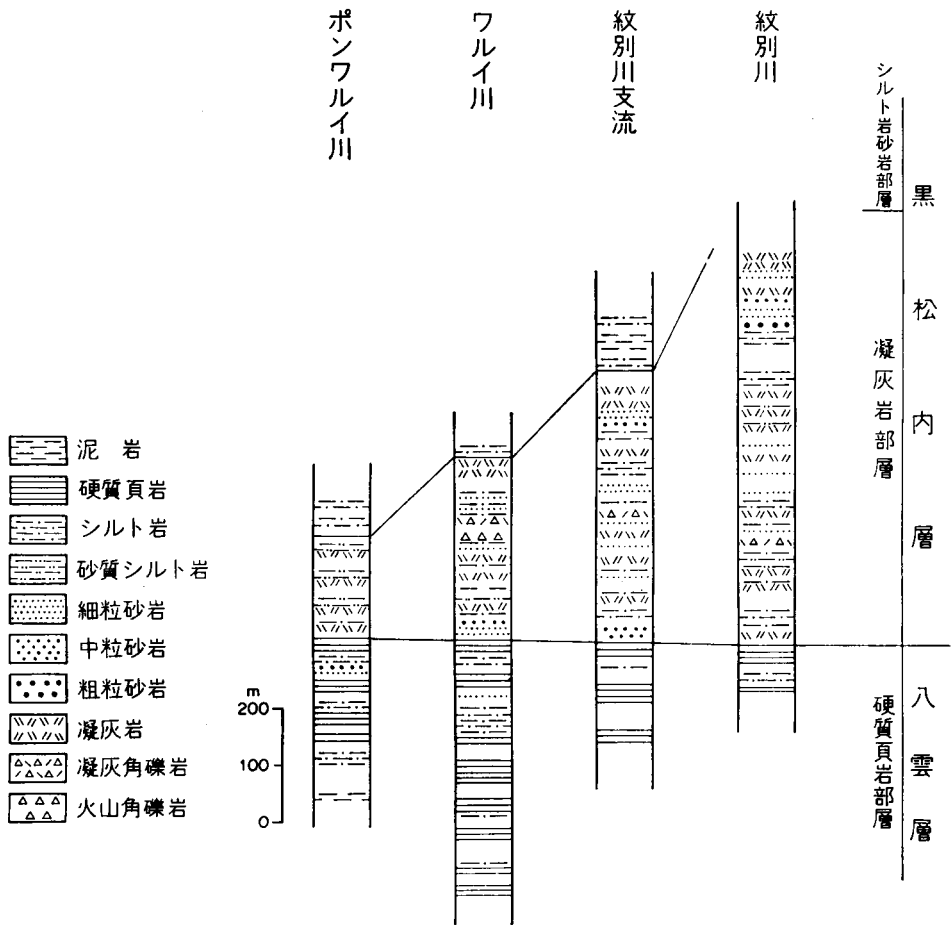 ポンワルイ川
ワルイ川
紋別川支流
紋別川
シルト岩砂岩部層
凝灰岩部層
硬質頁岩部層
黒松内層
八雲層
泥岩
硬質頁岩
シルト岩
砂質シルト岩
細粒砂岩
中粒砂岩
粗粒砂岩
凝灰岩
凝灰角礫岩
火山角礫岩
m
200
100
0